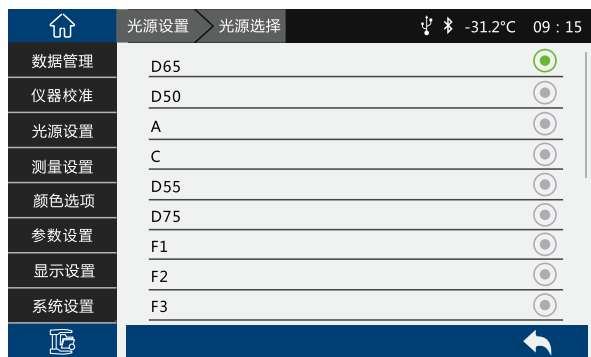 光源设置 光源选择 -31.2°C 09 : 15
数据管理
仪器校准
光源设置
测量设置
颜色选项
参数设置
显示设置
系统设置
D65
D50
A
C
D55
D75
F1
F2
F3